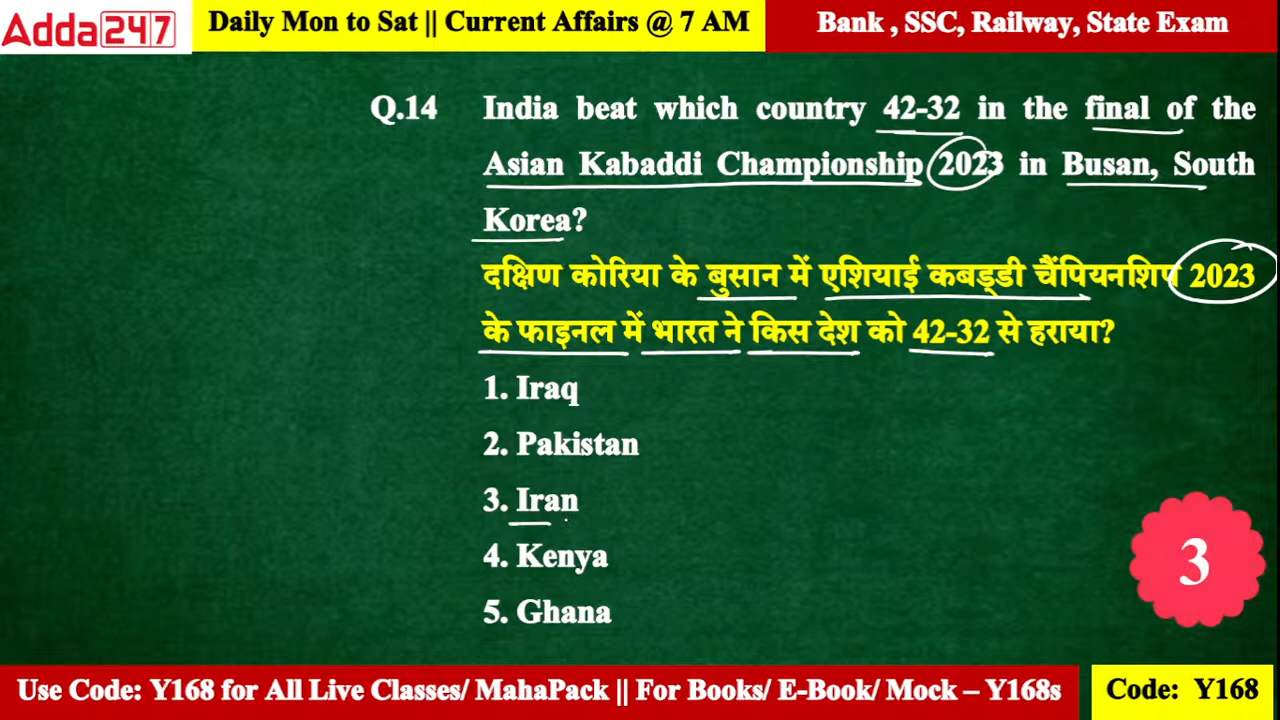 Adda247
Daily Mon to Sat || Current Affairs @ 7 AM
Bank , SSC, Railway, State Exam
Q.14 India beat which country 42-32 in the final of the
Asian Kabaddi Championship 2023 in Busan, South
Korea?
दक्षिण कोरिया के बुसान में एशियाई कबड्डी चैंपियनशिप 2023
के फाइनल में भारत ने किस देश को 42-32 से हराया?
1. Iraq
2. Pakistan
3. Iran
4. Kenya
5. Ghana
3
Use Code: Y168 for All Live Classes/ MahaPack || For Books/ E-Book/ Mock – Y168s
Code: Y168